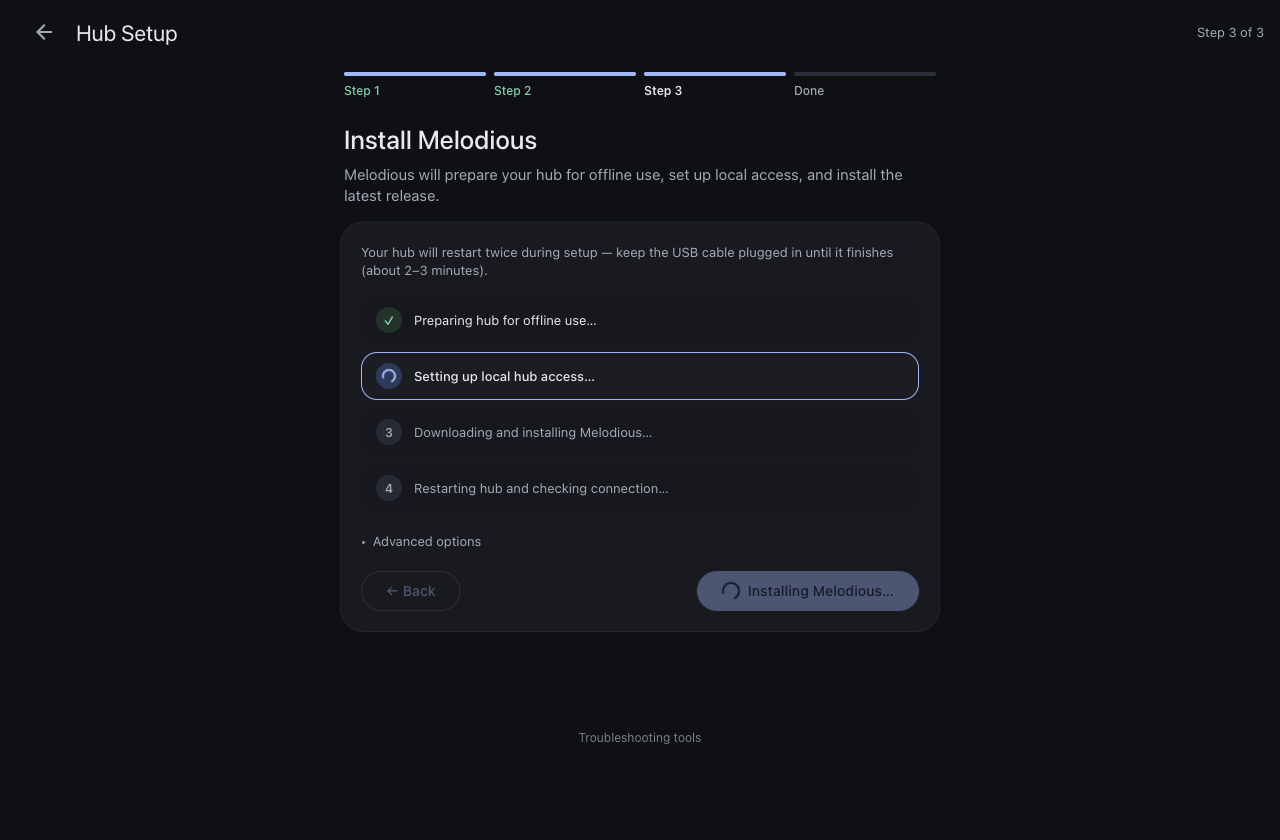 Hub Setup
Step 3 of 3
Step 1
Step 2
Step 3
Done
Install Melodious
Melodious will prepare your hub for offline use, set up local access, and install the
latest release.
Your hub will restart twice during setup — keep the USB cable plugged in until it finishes
(about 2–3 minutes).
Preparing hub for offline use…
Setting up local hub access…
3 Downloading and installing Melodious…
4 Restarting hub and checking connection…
▸ Advanced options
← Back
Installing Melodious…
Troubleshooting tools